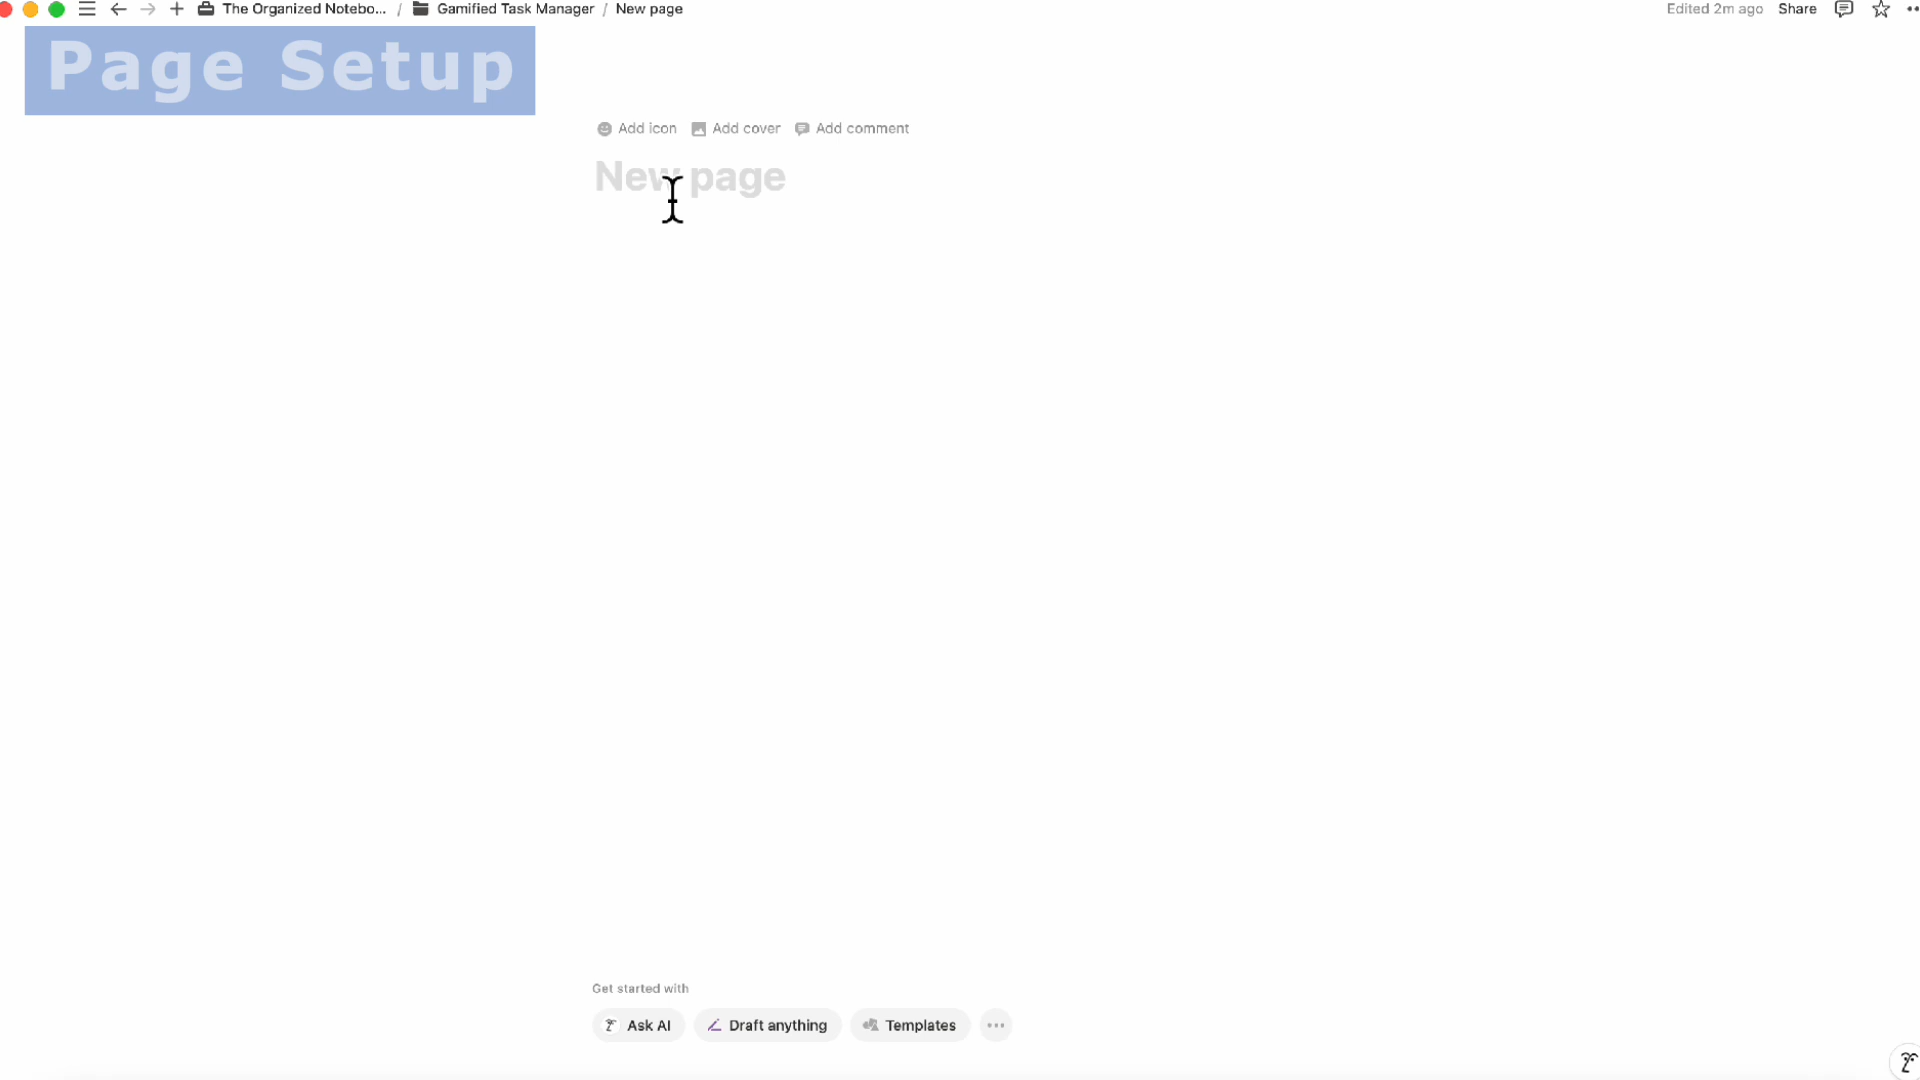 The Organized Notebo... / Gamified Task Manager / New page
Edited 2m ago Share
Page Setup
Add icon Add cover Add comment
New page
Get started with
Ask AI Draft anything Templates